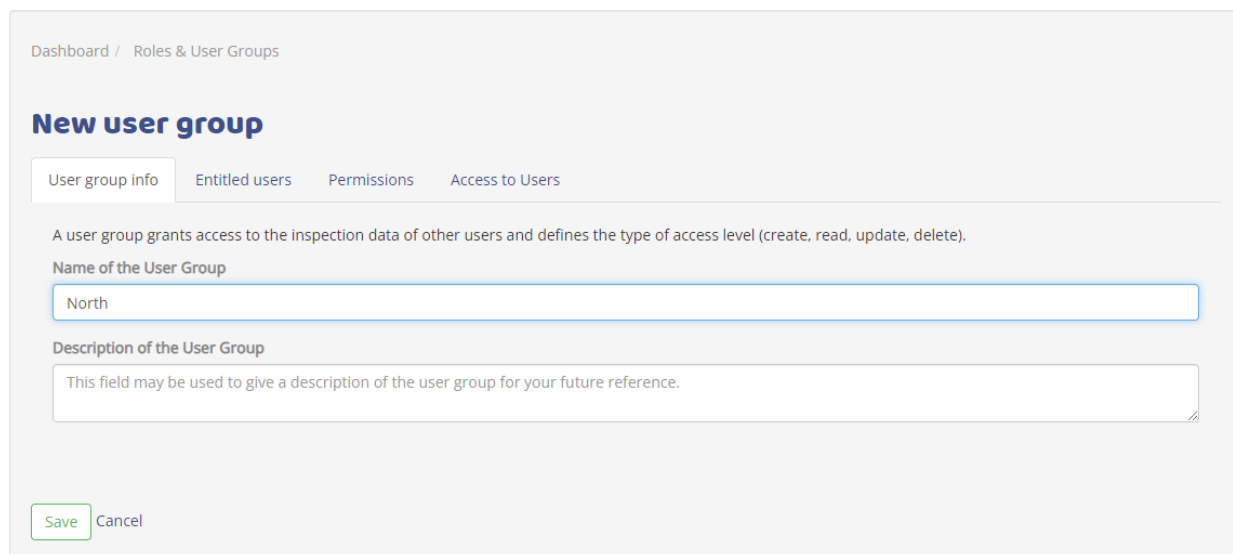 Dashboard / Roles & User Groups
New user group
User group info Entitled users Permissions Access to Users
A user group grants access to the inspection data of other users and defines the type of access level (create, read, update, delete).
Name of the User Group
North
Description of the User Group
This field may be used to give a description of the user group for your future reference.
Save Cancel